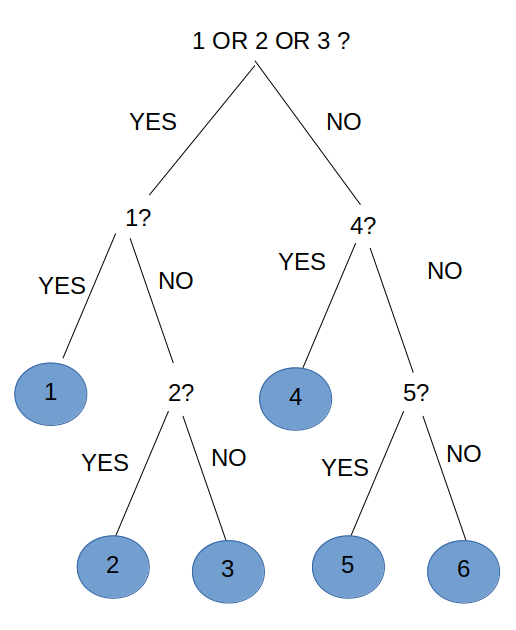 1 OR 2 OR 3 ?
YES
NO
1?
4?
YES
NO
YES
NO
1
2?
4
5?
YES
NO
YES
NO
2
3
5
6